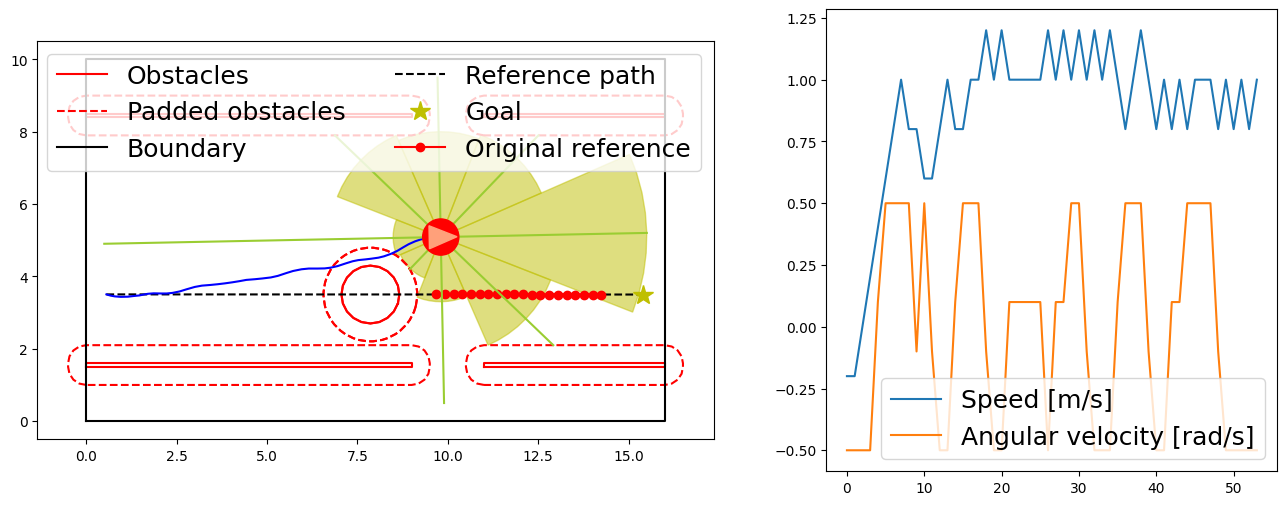 10
8
6
4
2
0
0.0 2.5 5.0 7.5 10.0 12.5 15.0
Obstacles
Padded obstacles
Boundary
Reference path
Goal
Original reference
1.25
1.00
0.75
0.50
0.25
0.00
−0.25
−0.50
0 10 20 30 40 50
Speed [m/s]
Angular velocity [rad/s]